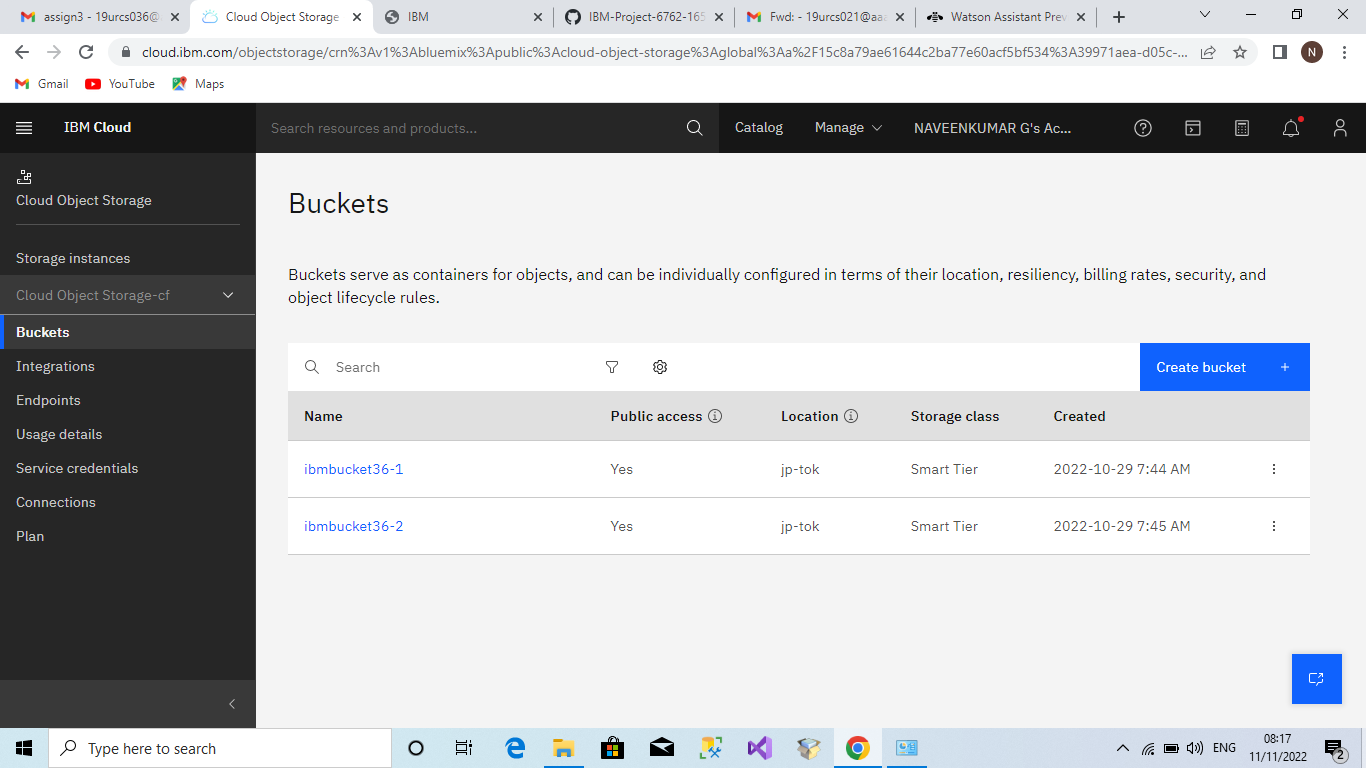 assign3 - 19urcs036@
Cloud Object Storage
IBM
IBM-Project-6762-165
Fwd: - 19urcs021@aaa
Watson Assistant Prev
cloud.ibm.com/objectstorage/crn%3Av1%3Abluemix%3Apublic%3Acloud-object-storage%3Aglobal%3Aa%2F15c8a79ae61644c2ba77e60acf5bf534%3A39971aea-d05c-...
N
Gmail
YouTube
Maps
IBM Cloud
Search resources and products...
Catalog
Manage
NAVEENKUMAR G's Ac...
Cloud Object Storage
Storage instances
Cloud Object Storage-cf
Buckets
Integrations
Endpoints
Usage details
Service credentials
Connections
Plan
Buckets
Buckets serve as containers for objects, and can be individually configured in terms of their location, resiliency, billing rates, security, and
object lifecycle rules.
Search
Create bucket +
Name Public access Location Storage class Created
ibmbucket36-1 Yes jp-tok Smart Tier 2022-10-29 7:44 AM
ibmbucket36-2 Yes jp-tok Smart Tier 2022-10-29 7:45 AM
Type here to search
ENG
08:17
11/11/2022
2